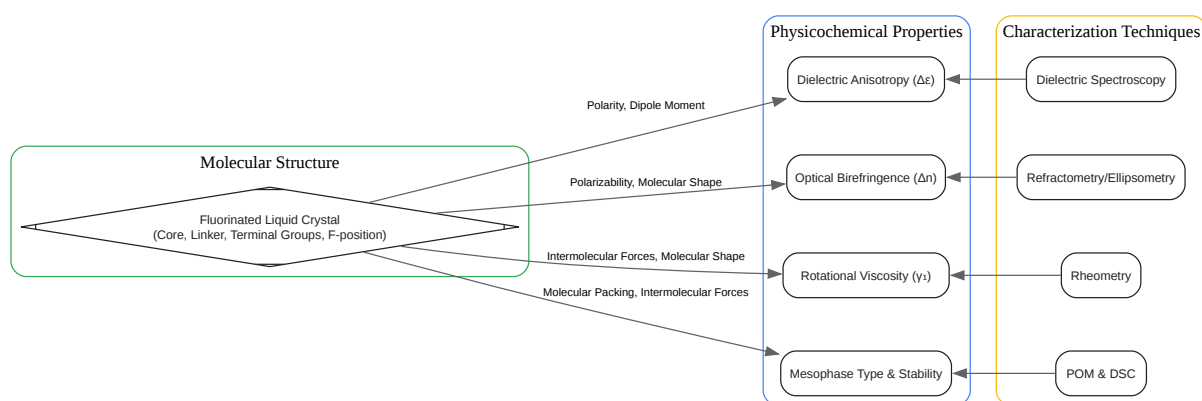 Physicochemical Properties
Characterization Techniques
Dielectric Anisotropy (Δε)
Dielectric Spectroscopy
Polarity, Dipole Moment
Molecular Structure
Polarizability, Molecular Shape
Optical Birefringence (Δn)
Refractometry/Ellipsometry
Fluorinated Liquid Crystal
(Core, Linker, Terminal Groups, F-position)
Intermolecular Forces, Molecular Shape
Rotational Viscosity (γ₁)
Rheometry
Molecular Packing, Intermolecular Forces
Mesophase Type & Stability
POM & DSC